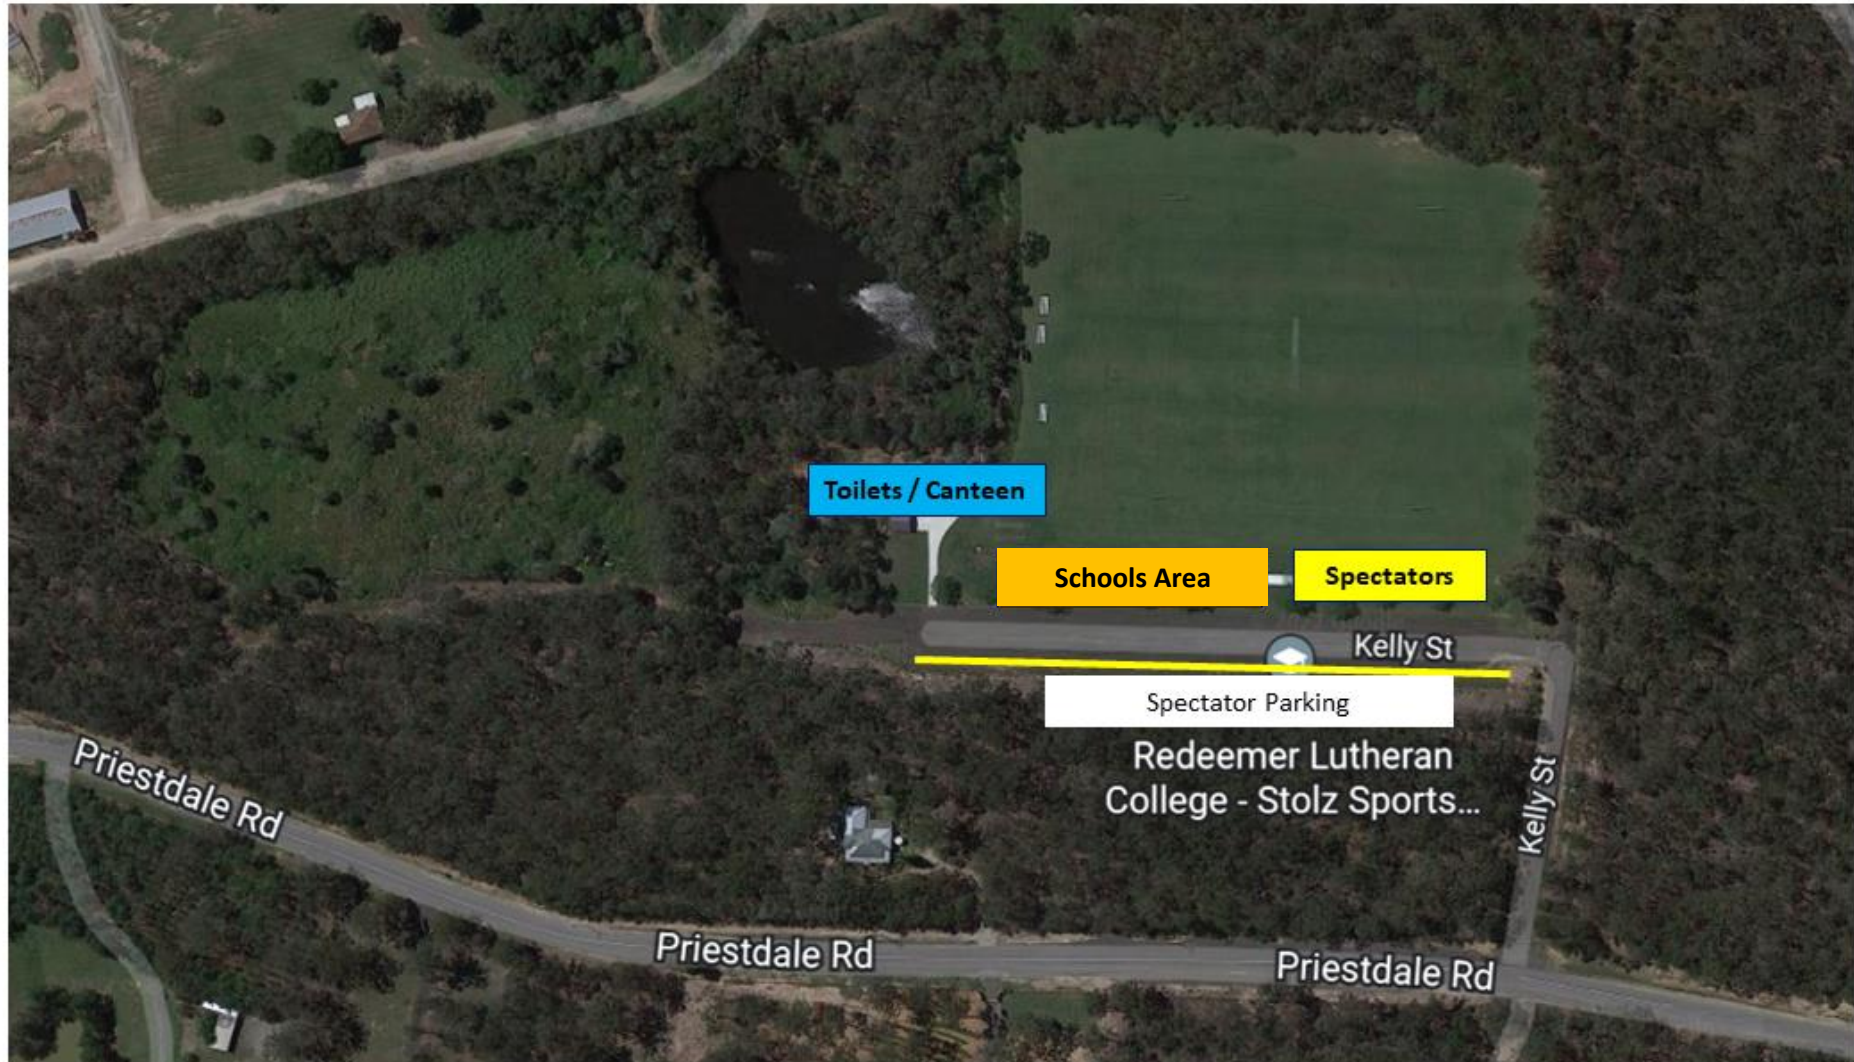 Toilets / Canteen
Schools Area
Spectators
Kelly St
Spectator Parking
Redeemer Lutheran
College - Stolz Sports...
Kelly St
Priestdale Rd
Priestdale Rd
Priestdale Rd